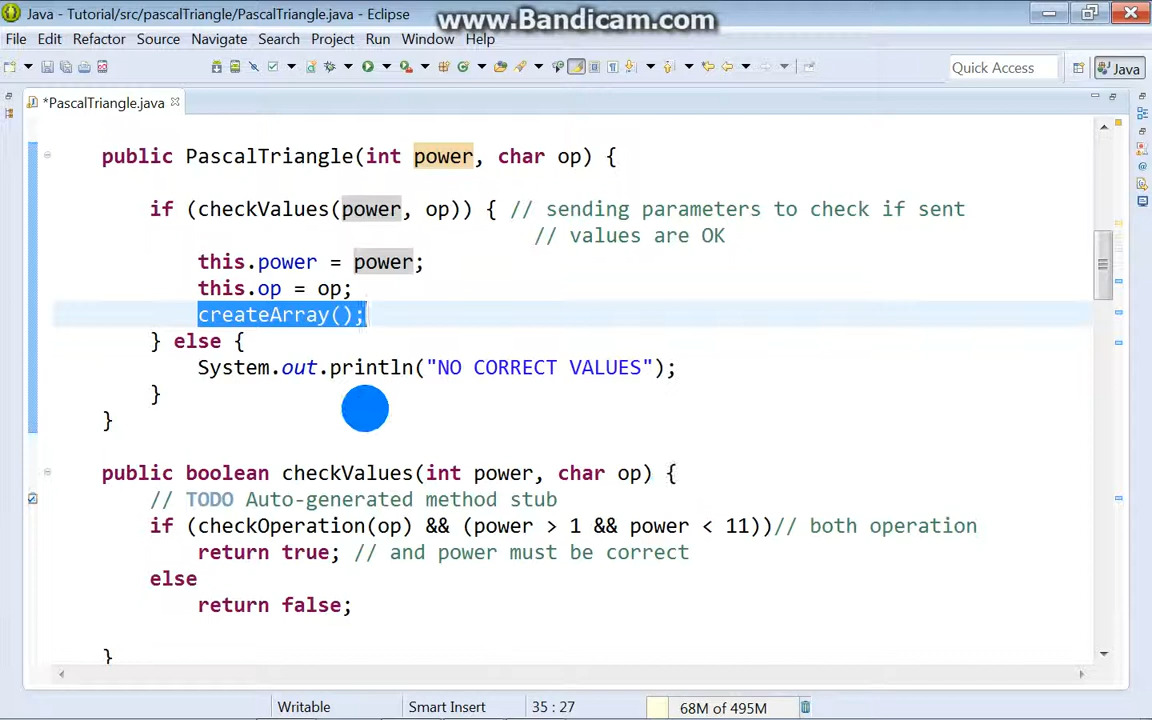 Java - Tutorial/src/pascalTriangle/PascalTriangle.java - Eclipse
www.Bandicam.com
File Edit Refactor Source Navigate Search Project Run Window Help
Quick Access
Java
*PascalTriangle.java
public PascalTriangle(int power, char op) {
if (checkValues(power, op)) { // sending parameters to check if sent
// values are OK
this.power = power;
this.op = op;
createArray();
} else {
System.out.println("NO CORRECT VALUES");
}
}
public boolean checkValues(int power, char op) {
// TODO Auto-generated method stub
if (checkOperation(op) && (power > 1 && power < 11))// both operation
return true; // and power must be correct
else
return false;
}
Writable
Smart Insert
35 : 27
68M of 495M